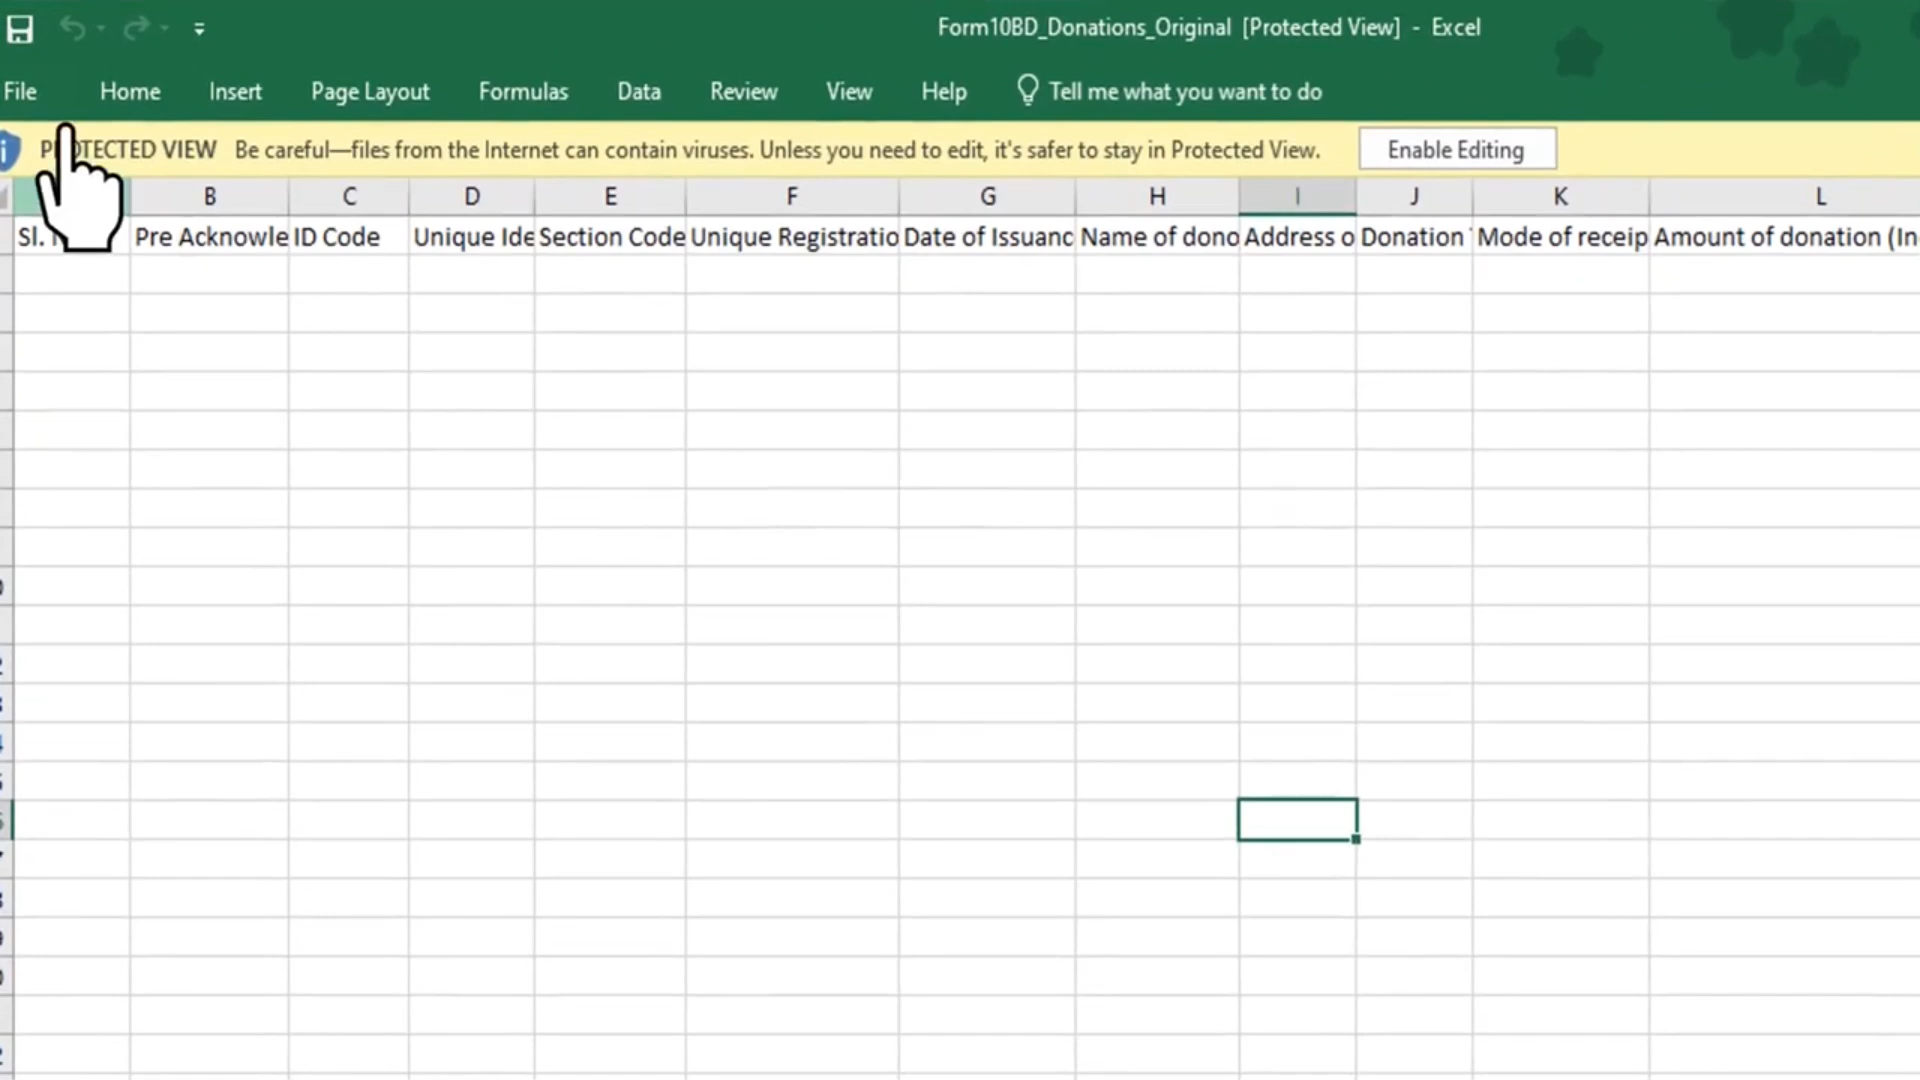 Form10BD_Donations_Original [Protected View] - Excel
File Home Insert Page Layout Formulas Data Review View Help Tell me what you want to do
PROTECTED VIEW Be careful—files from the Internet can contain viruses. Unless you need to edit, it's safer to stay in Protected View. Enable Editing
B C D E F G H I J K L
Sl. Pre Acknowle ID Code Unique Ide Section Code Unique Registratio Date of Issuanc Name of dono Address o Donation Mode of receip Amount of donation (In